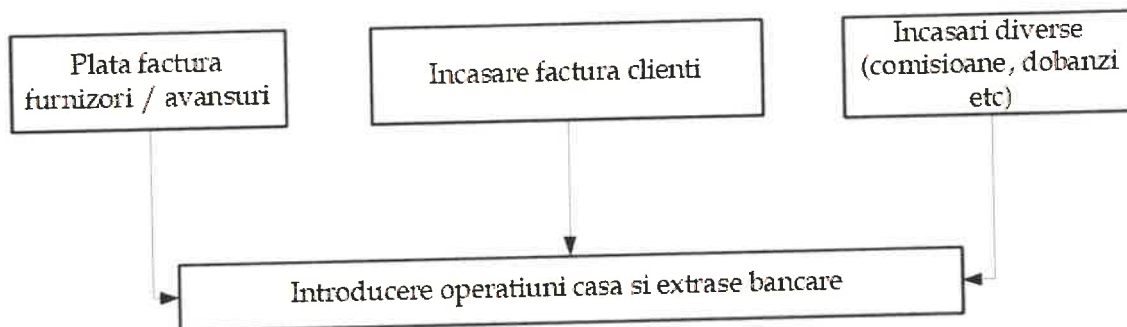 Plata factura
furnizori / avansuri
Incasare factura clienti
Incasari diverse
(comisioane, dobanzi
etc)
Introducere operatiuni casa si extrase bancare